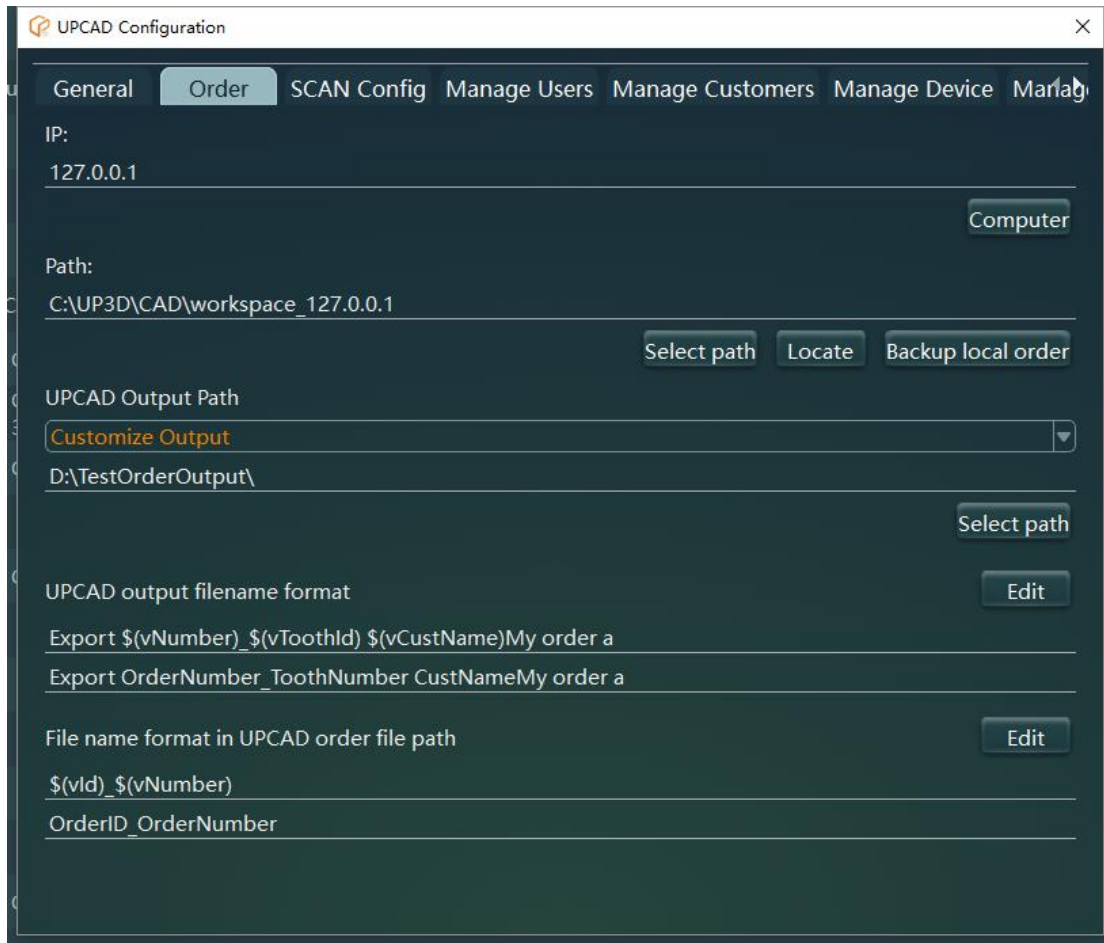 UPCAD Configuration
General Order SCAN Config Manage Users Manage Customers Manage Device
IP:
127.0.0.1
Computer
Path:
C:\UP3D\CAD\workspace_127.0.0.1
Select path Locate Backup local order
UPCAD Output Path
Customize Output
D:\TestOrderOutput\
Select path
UPCAD output filename format Edit
Export $(vNumber)_$(vToothId) $(vCustName)My order a
Export OrderNumber_ToothNumber CustNameMy order a
File name format in UPCAD order file path Edit
$(vId)_$(vNumber)
OrderID_OrderNumber